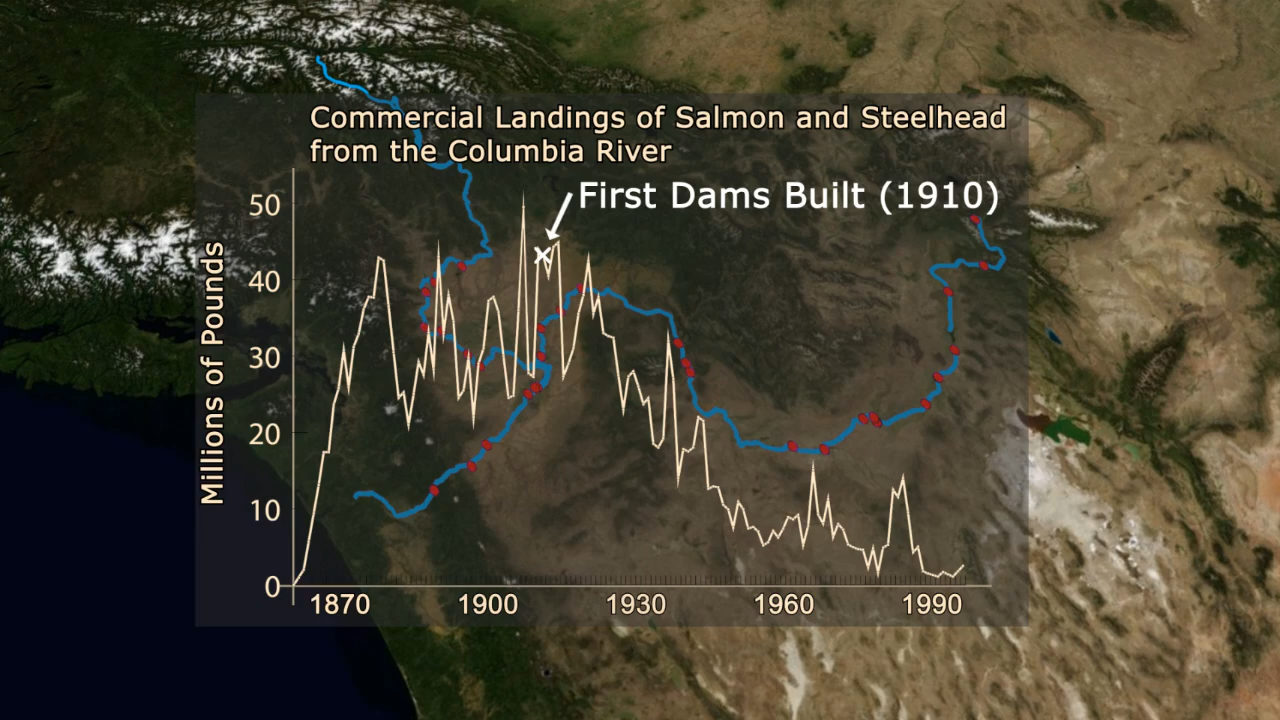 Commercial Landings of Salmon and Steelhead
from the Columbia River
First Dams Built (1910)
Millions of Pounds
50
40
30
20
10
0
1870 1900 1930 1960 1990